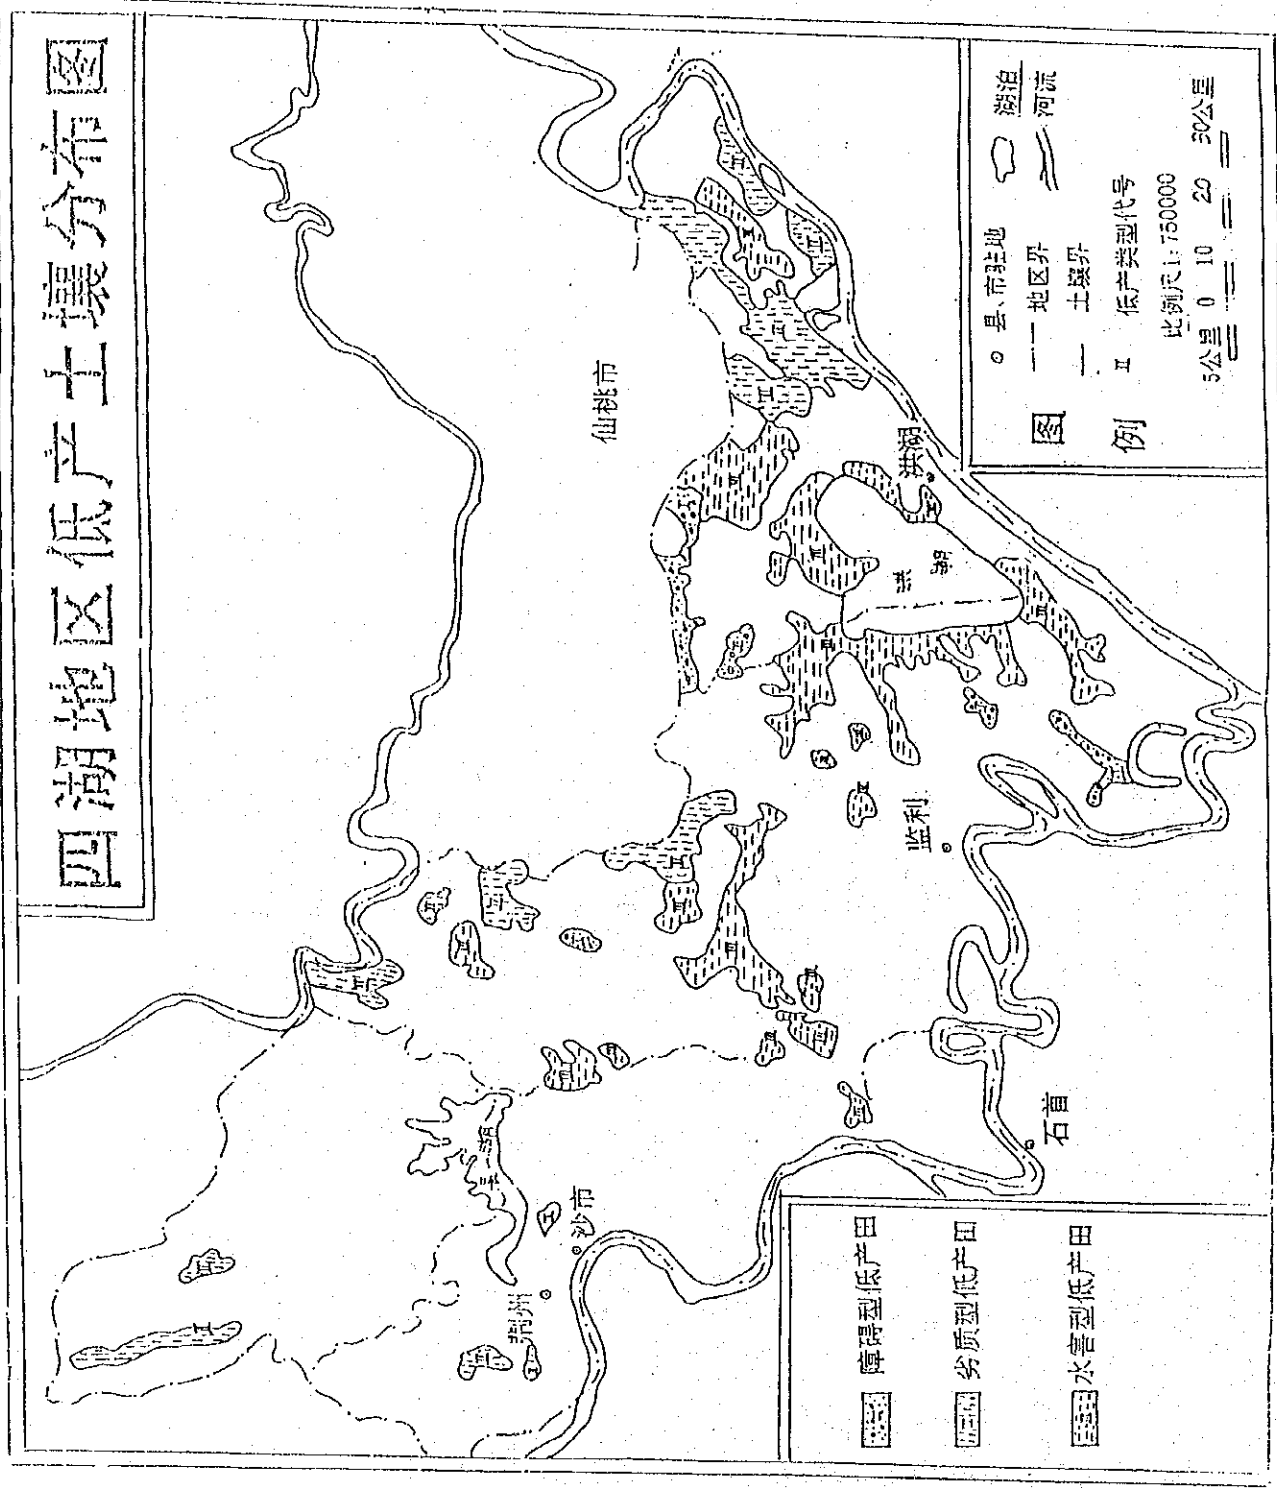 四湖地区低产土壤分布图
仙桃市
洪湖
洪湖
监利
石首
沙市
荆州
长湖
图例
县、市驻地
湖泊
地区界
河流
土壤界
II 低产类型代号
比例尺1:750000
5公里 0 10 20 30公里
障碍型低产田
劣质型低产田
水害型低产田